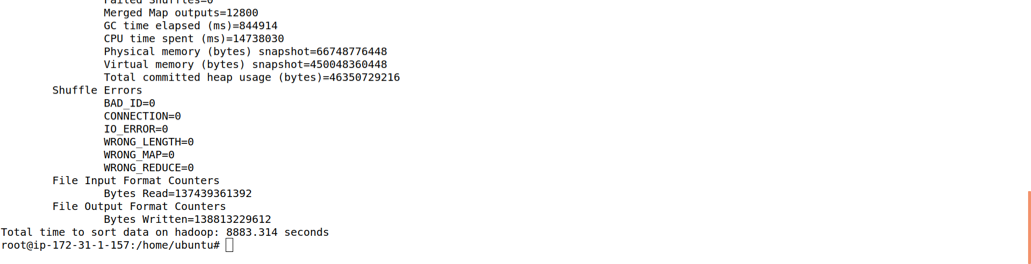 Failed Shuffles=0
Merged Map outputs=12800
GC time elapsed (ms)=844914
CPU time spent (ms)=14738030
Physical memory (bytes) snapshot=66748776448
Virtual memory (bytes) snapshot=450048360448
Total committed heap usage (bytes)=46350729216
Shuffle Errors
BAD_ID=0
CONNECTION=0
IO_ERROR=0
WRONG_LENGTH=0
WRONG_MAP=0
WRONG_REDUCE=0
File Input Format Counters
Bytes Read=137439361392
File Output Format Counters
Bytes Written=138813229612
Total time to sort data on hadoop: 8883.314 seconds
root@ip-172-31-1-157:/home/ubuntu#